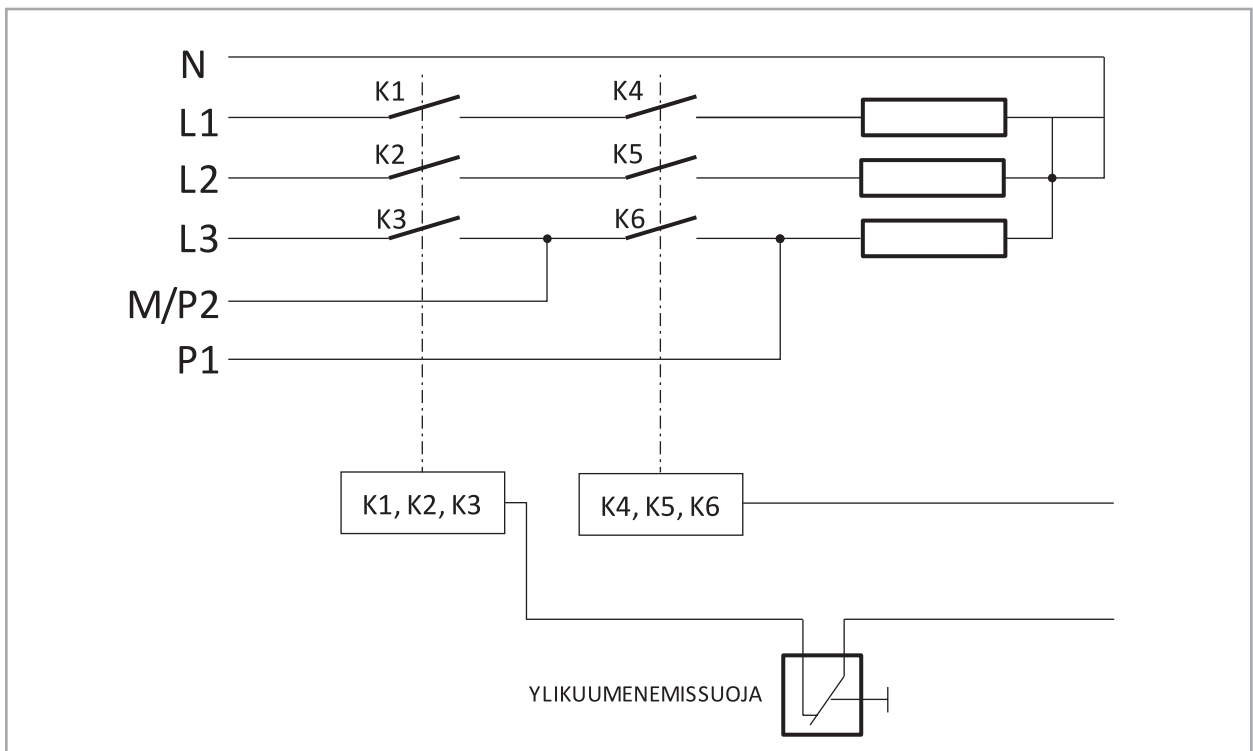 N
K1 K4
L1
K2 K5
L2
K3 K6
L3
M/P2
P1
K1, K2, K3 K4, K5, K6
YLIKUUMENEMISSUOJA